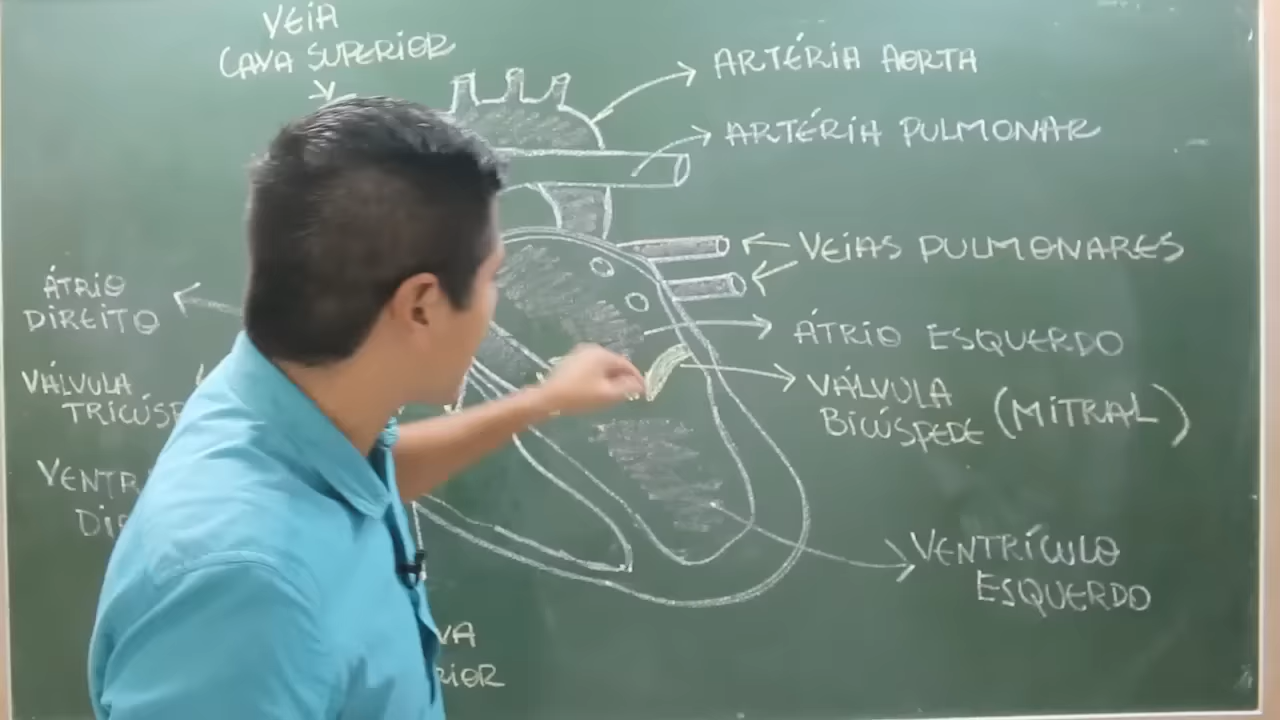 VEIA
CAVA SUPERIOR
ARTÉRIA AORTA
ARTÉRIA PULMONAR
VEIAS PULMONARES
ÁTRIO
DIREITO
ÁTRIO ESQUERDO
VÁLVULA
VÁLVULA
BICÚSPEDE (MITRAL)
VENTRÍCULO
ESQUERDO